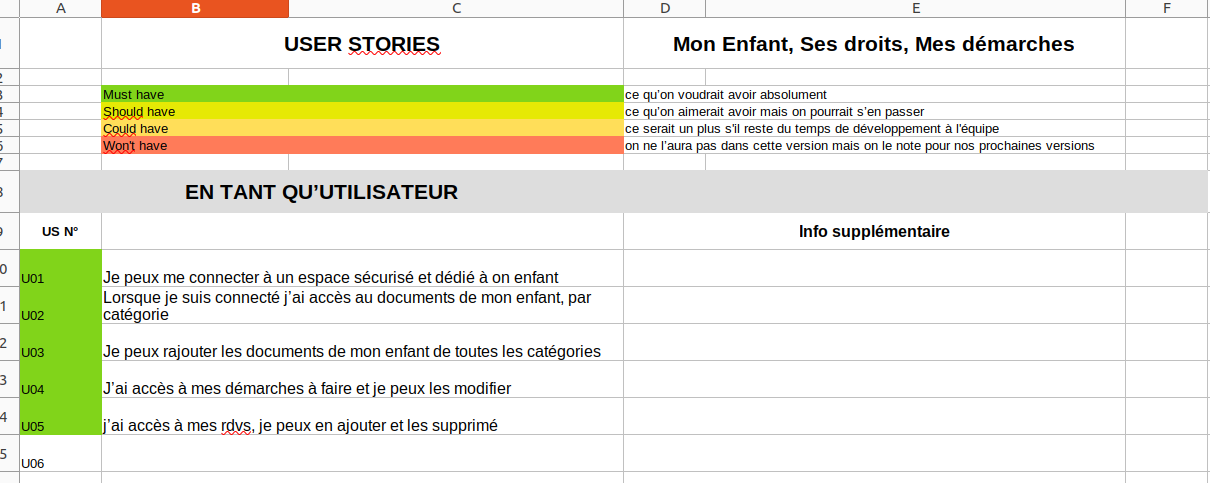 A B C D E F
USER STORIES Mon Enfant, Ses droits, Mes démarches
2
3 Must have ce qu’on voudrait avoir absolument
4 Should have ce qu’on aimerait avoir mais on pourrait s’en passer
5 Could have ce serait un plus s'il reste du temps de développement à l'équipe
6 Won't have on ne l’aura pas dans cette version mais on le note pour nos prochaines versions
7
EN TANT QU’UTILISATEUR
9 US N° Info supplémentaire
0 U01 Je peux me connecter à un espace sécurisé et dédié à on enfant
Lorsque je suis connecté j’ai accès au documents de mon enfant, par
1 U02 catégorie
2 U03 Je peux rajouter les documents de mon enfant de toutes les catégories
3 U04 J’ai accès à mes démarches à faire et je peux les modifier
4 U05 j’ai accès à mes rdvs, je peux en ajouter et les supprimé
5 U06